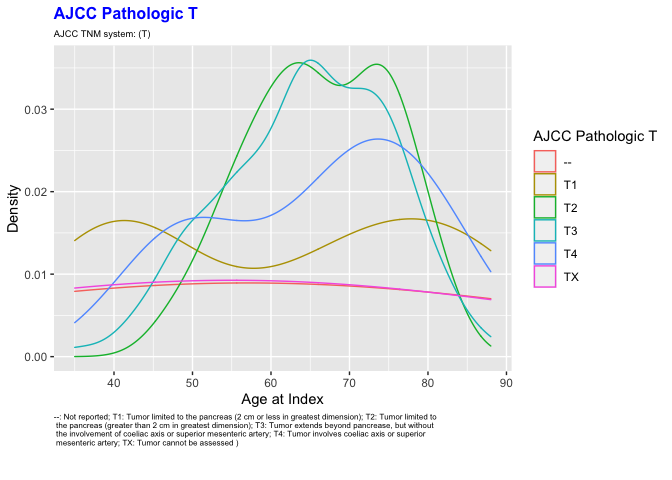 AJCC Pathologic T
AJCC TNM system: (T)
0.03
0.02
0.01
0.00
Density
40 50 60 70 80 90
Age at Index
AJCC Pathologic T
--
T1
T2
T3
T4
TX
--: Not reported; T1: Tumor limited to the pancreas (2 cm or less in greatest dimension); T2: Tumor limited to
the pancreas (greater than 2 cm in greatest dimension); T3: Tumor extends beyond pancrease, but without
the involvement of coeliac axis or superior mesenteric artery; T4: Tumor involves coeliac axis or superior
mesenteric artery; TX: Tumor cannot be assessed )